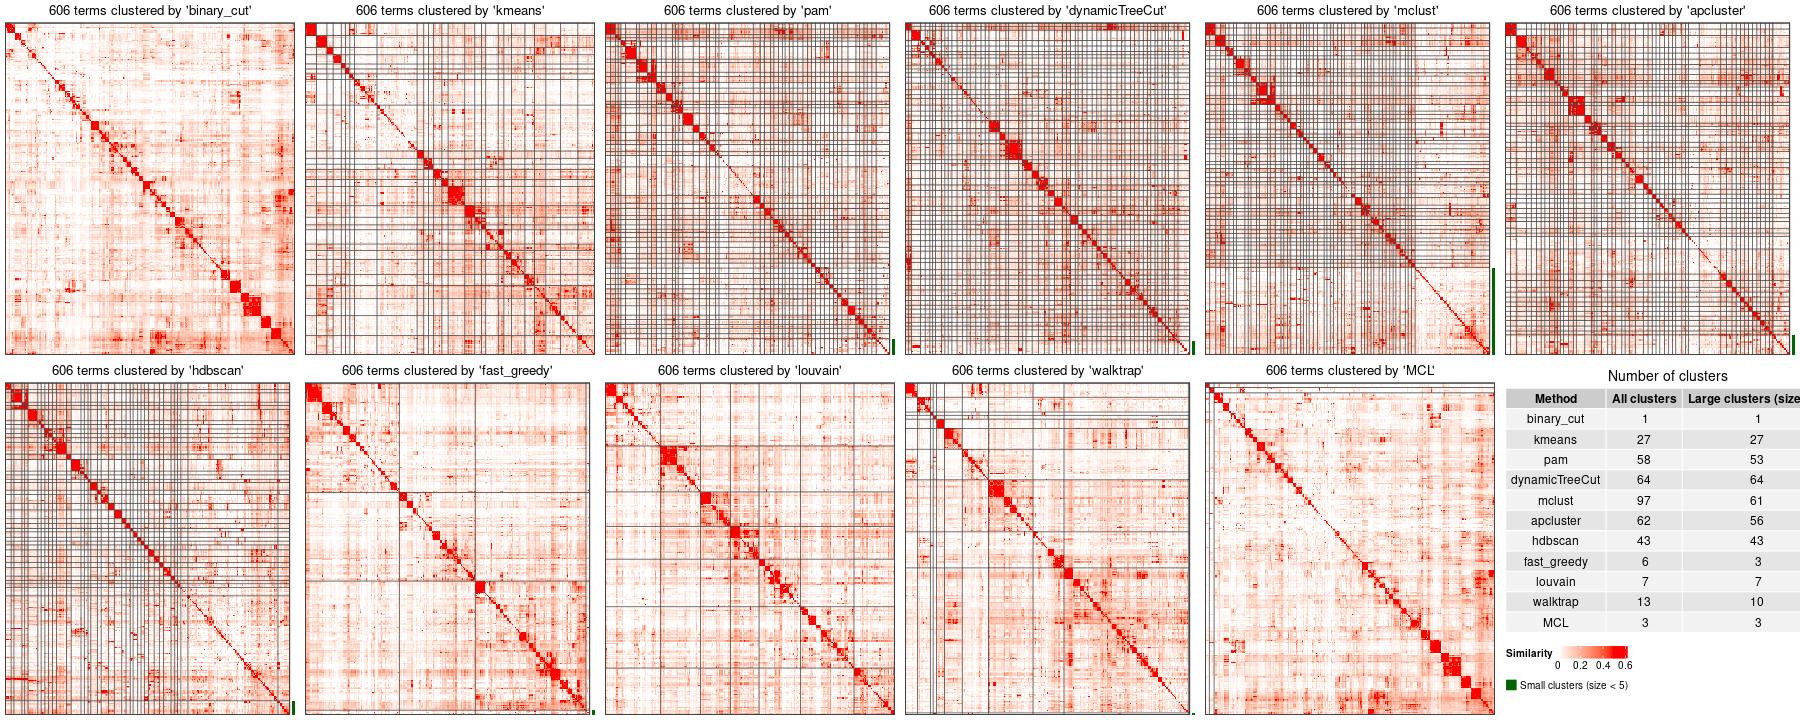 606 terms clustered by 'binary_cut'
606 terms clustered by 'kmeans'
606 terms clustered by 'pam'
606 terms clustered by 'dynamicTreeCut'
606 terms clustered by 'mclust'
606 terms clustered by 'apcluster'
606 terms clustered by 'hdbscan'
606 terms clustered by 'fast_greedy'
606 terms clustered by 'louvain'
606 terms clustered by 'walktrap'
606 terms clustered by 'MCL'
Number of clusters
Method All clusters Large clusters (size
binary_cut 1 1
kmeans 27 27
pam 58 53
dynamicTreeCut 64 64
mclust 97 61
apcluster 62 56
hdbscan 43 43
fast_greedy 6 3
louvain 7 7
walktrap 13 10
MCL 3 3
Similarity
0 0.2 0.4 0.6
Small clusters (size < 5)